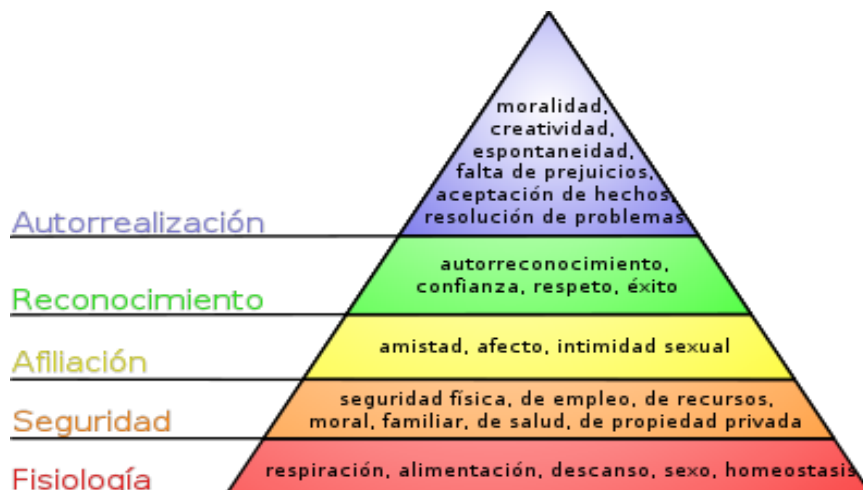 moralidad,
creatividad,
espontaneidad,
falta de prejuicios,
aceptación de hechos,
resolución de problemas
Autorrealización
autorreconocimiento,
confianza, respeto, éxito
Reconocimiento
amistad, afecto, intimidad sexual
Afiliación
seguridad física, de empleo, de recursos,
moral, familiar, de salud, de propiedad privada
Seguridad
respiración, alimentación, descanso, sexo, homeostasis
Fisiología